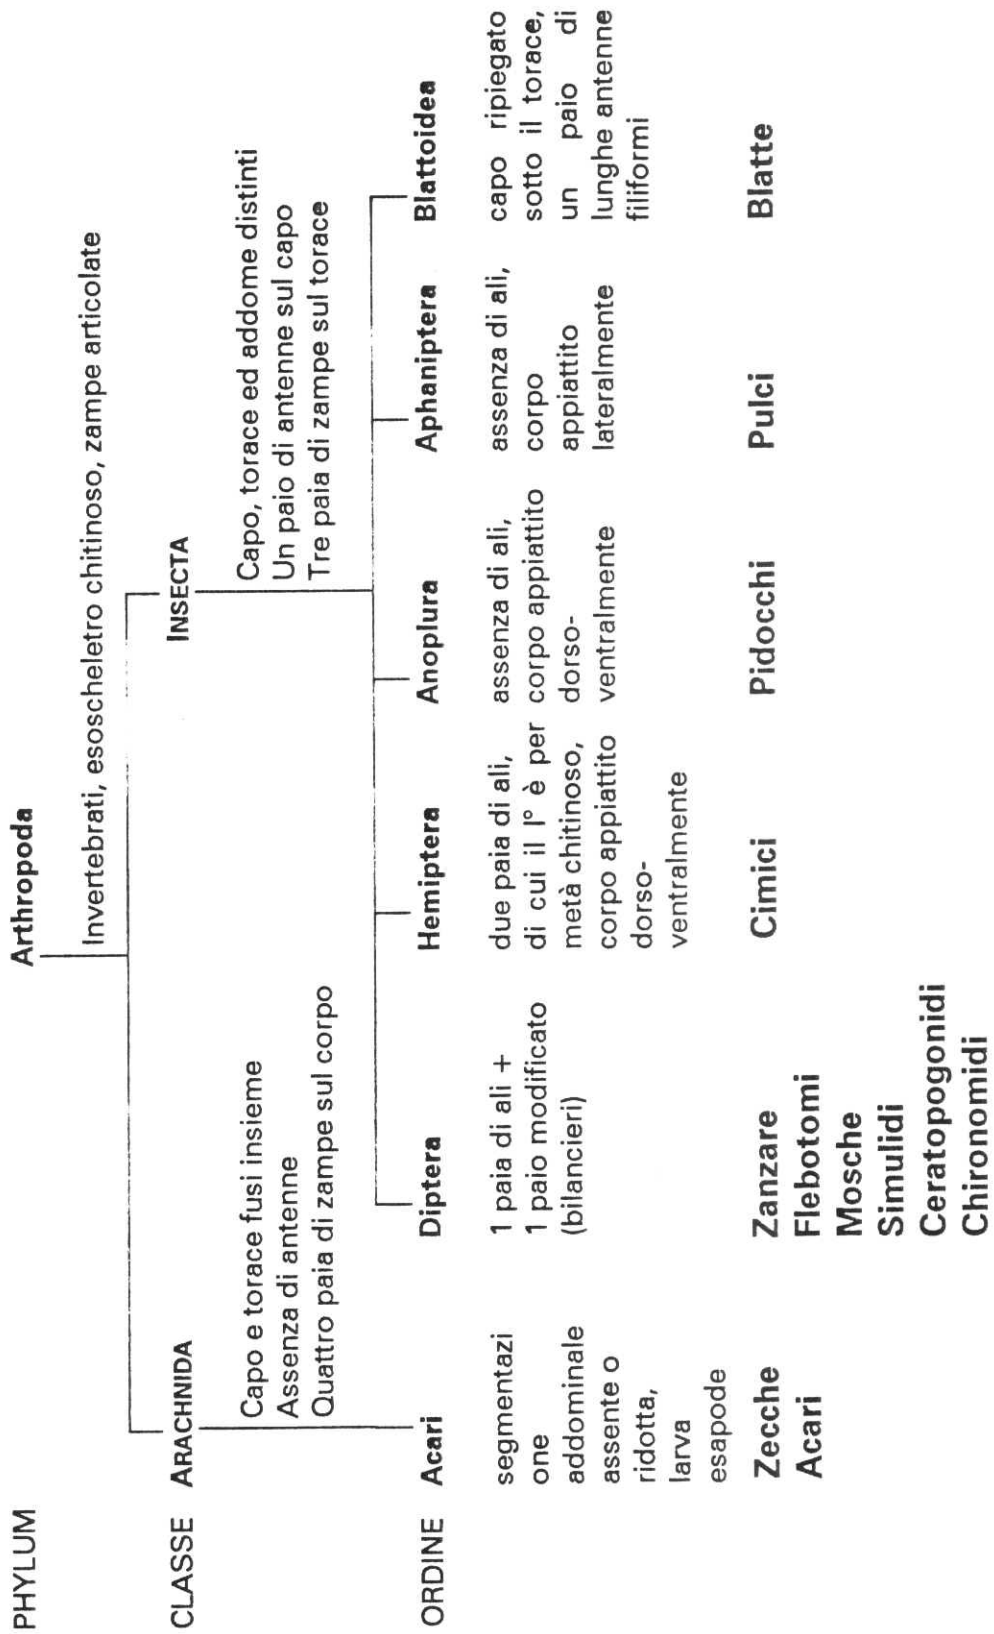 PHYLUM
Arthropoda
Invertebrati, esoscheletro chitinoso, zampe articolate
CLASSE
ARACHNIDA
INSECTA
Capo e torace fusi insieme
Assenza di antenne
Quattro paia di zampe sul corpo
Capo, torace ed addome distinti
Un paio di antenne sul capo
Tre paia di zampe sul torace
ORDINE
Acari
Diptera
Hemiptera
Anoplura
Aphaniptera
Blattoidea
segmentazi
one
addominale
assente o
ridotta,
larva
esapode
1 paia di ali +
1 paio modificato
(bilancieri)
due paia di ali,
di cui il I° è per
metà chitinoso,
corpo appiattito
dorso-
ventralmente
assenza di ali,
corpo appiattito
dorso-
ventralmente
assenza di ali,
corpo
appiattito
lateralmente
capo ripiegato
sotto il torace,
un paio di
lunghe antenne
filiformi
Zecche
Acari
Zanzare
Flebotomi
Mosche
Simulidi
Ceratopogonidi
Chironomidi
Cimici
Pidocchi
Pulci
Blatte